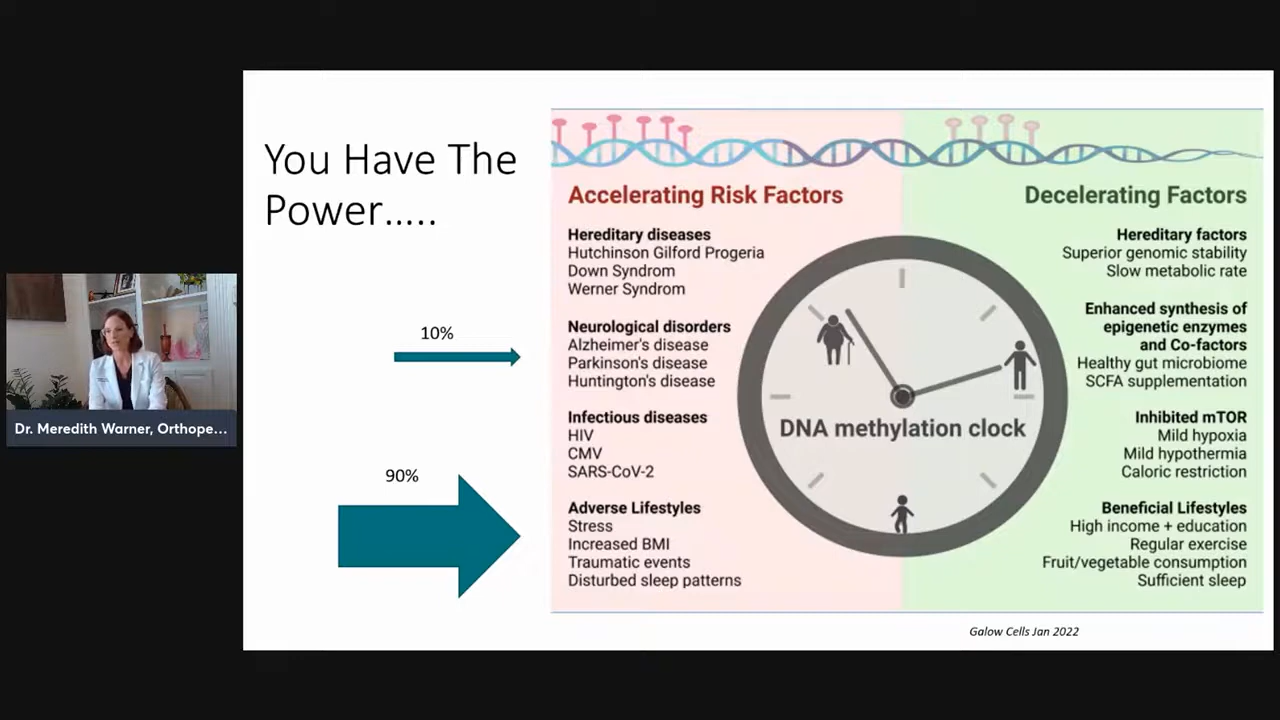 You Have The
Power.....
10%
90%
Dr. Meredith Warner, Orthope...
Accelerating Risk Factors
Hereditary diseases
Hutchinson Gilford Progeria
Down Syndrom
Werner Syndrom
Neurological disorders
Alzheimer's disease
Parkinson's disease
Huntington's disease
Infectious diseases
HIV
CMV
SARS-CoV-2
Adverse Lifestyles
Stress
Increased BMI
Traumatic events
Disturbed sleep patterns
DNA methylation clock
Decelerating Factors
Hereditary factors
Superior genomic stability
Slow metabolic rate
Enhanced synthesis of
epigenetic enzymes
and Co-factors
Healthy gut microbiome
SCFA supplementation
Inhibited mTOR
Mild hypoxia
Mild hypothermia
Caloric restriction
Beneficial Lifestyles
High income + education
Regular exercise
Fruit/vegetable consumption
Sufficient sleep
Galow Cells Jan 2022